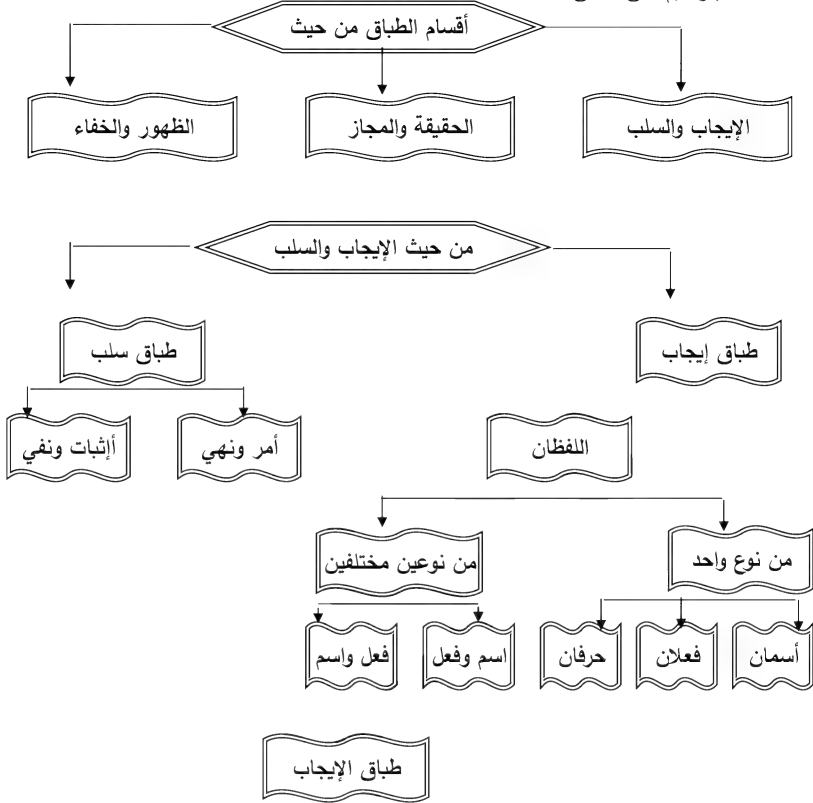 أقسام الطباق من حيث
الإيجاب والسلب
الحقيقة والمجاز
الظهور والخفاء
من حيث الإيجاب والسلب
طباق إيجاب
طباق سلب
اللفظان
أمر ونهي
أإثبات ونفي
من نوع واحد
من نوعين مختلفين
أسمان
فعلان
حرفان
اسم وفعل
فعل واسم
طباق الإيجاب